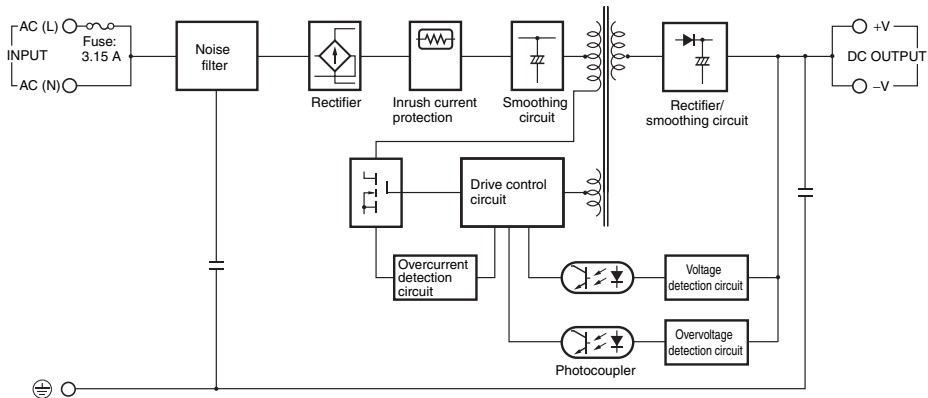 AC (L)
Fuse:
3.15 A
INPUT
AC (N)
Noise
filter
Rectifier
Inrush current
protection
Smoothing
circuit
Rectifier/
smoothing circuit
+V
DC OUTPUT
–V
Drive control
circuit
Overcurrent
detection
circuit
Voltage
detection circuit
Overvoltage
detection circuit
Photocoupler